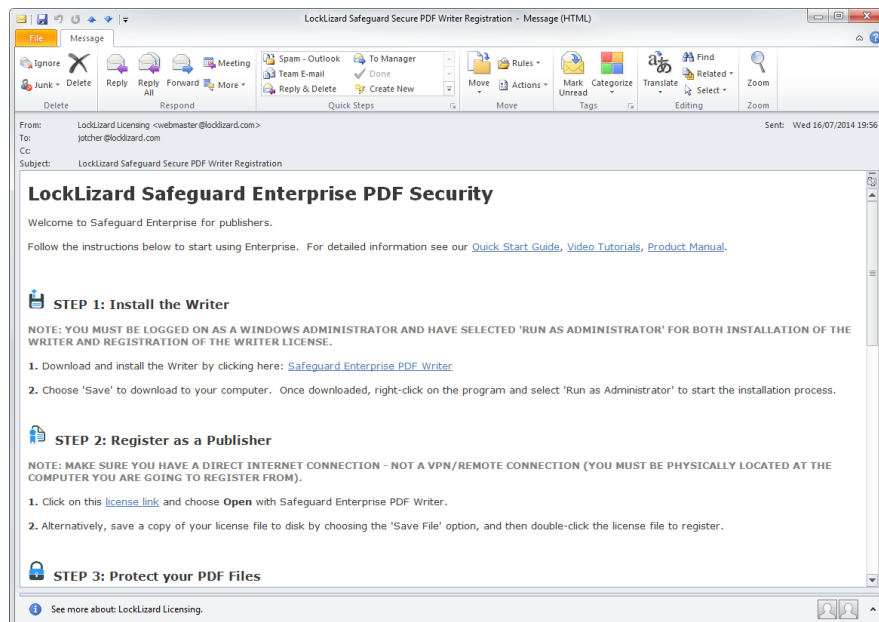 LockLizard Safeguard Secure PDF Writer Registration - Message (HTML)
File Message
Ignore Delete Reply Reply All Forward Meeting Spam - Outlook To Manager Move Rules Mark Unread Categorize Translate Find Zoom
Junk More Team E-mail Done Actions Related
Reply & Delete Create New Select
Delete Respond Quick Steps Move Tags Editing Zoom
From: LockLizard Licensing <webmaster@locklizard.com> Sent: Wed 16/07/2014 19:56
To: jotcher@locklizard.com
Cc:
Subject: LockLizard Safeguard Secure PDF Writer Registration
LockLizard Safeguard Enterprise PDF Security
Welcome to Safeguard Enterprise for publishers.
Follow the instructions below to start using Enterprise. For detailed information see our Quick Start Guide, Video Tutorials, Product Manual.
STEP 1: Install the Writer
NOTE: YOU MUST BE LOGGED ON AS A WINDOWS ADMINISTRATOR AND HAVE SELECTED 'RUN AS ADMINISTRATOR' FOR BOTH INSTALLATION OF THE
WRITER AND REGISTRATION OF THE WRITER LICENSE.
1. Download and install the Writer by clicking here: Safeguard Enterprise PDF Writer
2. Choose 'Save' to download to your computer. Once downloaded, right-click on the program and select 'Run as Administrator' to start the installation process.
STEP 2: Register as a Publisher
NOTE: MAKE SURE YOU HAVE A DIRECT INTERNET CONNECTION - NOT A VPN/REMOTE CONNECTION (YOU MUST BE PHYSICALLY LOCATED AT THE
COMPUTER YOU ARE GOING TO REGISTER FROM).
1. Click on this license link and choose Open with Safeguard Enterprise PDF Writer.
2. Alternatively, save a copy of your license file to disk by choosing the 'Save File' option, and then double-click the license file to register.
STEP 3: Protect your PDF Files
See more about: LockLizard Licensing.